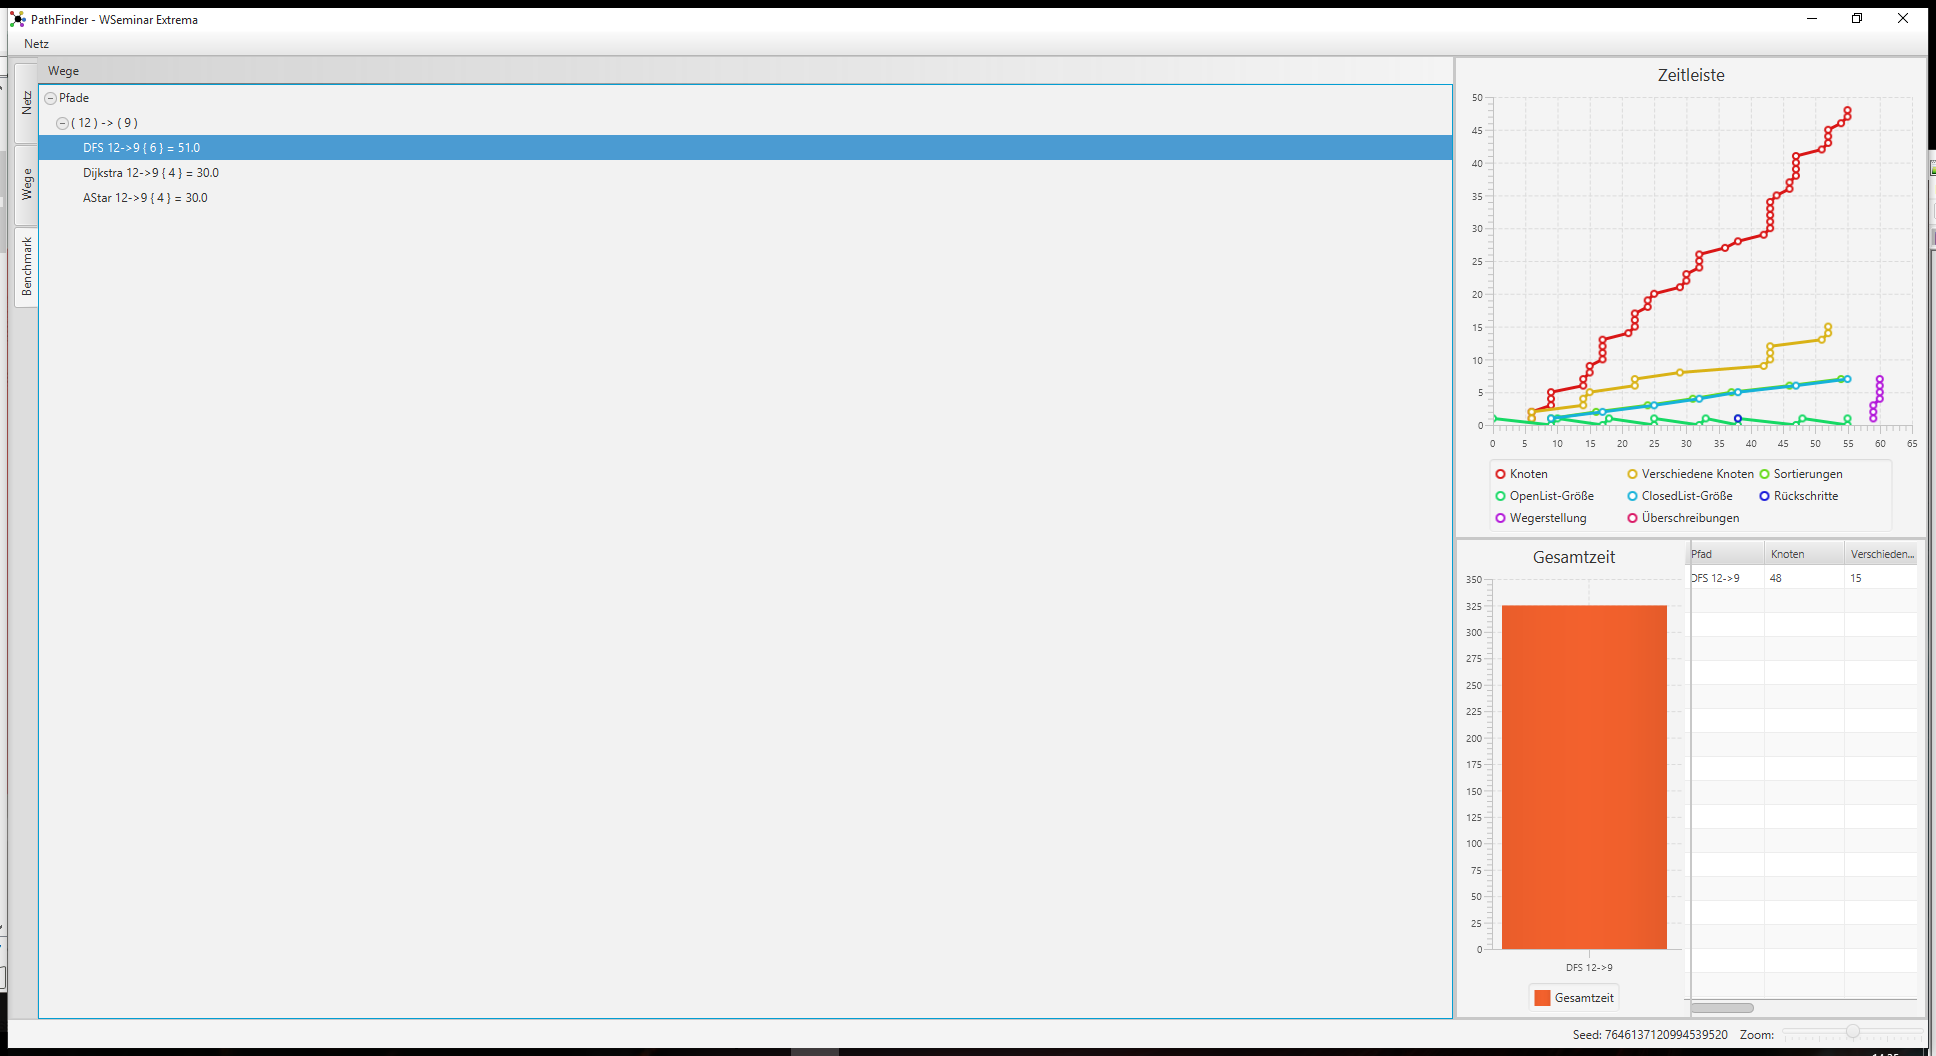 PathFinder - WSeminar Extrema
Netz
Netz
Wege
Benchmark
Wege
Pfade
( 12 ) -> ( 9 )
DFS 12->9 { 6 } = 51.0
Dijkstra 12->9 { 4 } = 30.0
AStar 12->9 { 4 } = 30.0
Zeitleiste
50
45
40
35
30
25
20
15
10
5
0
0 5 10 15 20 25 30 35 40 45 50 55 60 65
Knoten Verschiedene Knoten Sortierungen
OpenList-Größe ClosedList-Größe Rückschritte
Wegerstellung Überschreibungen
Gesamtzeit
350
325
300
275
250
225
200
175
150
125
100
75
50
25
0
DFS 12->9
Gesamtzeit
Pfad Knoten Verschieden...
DFS 12->9 48 15
Seed: 7646137120994539520 Zoom: